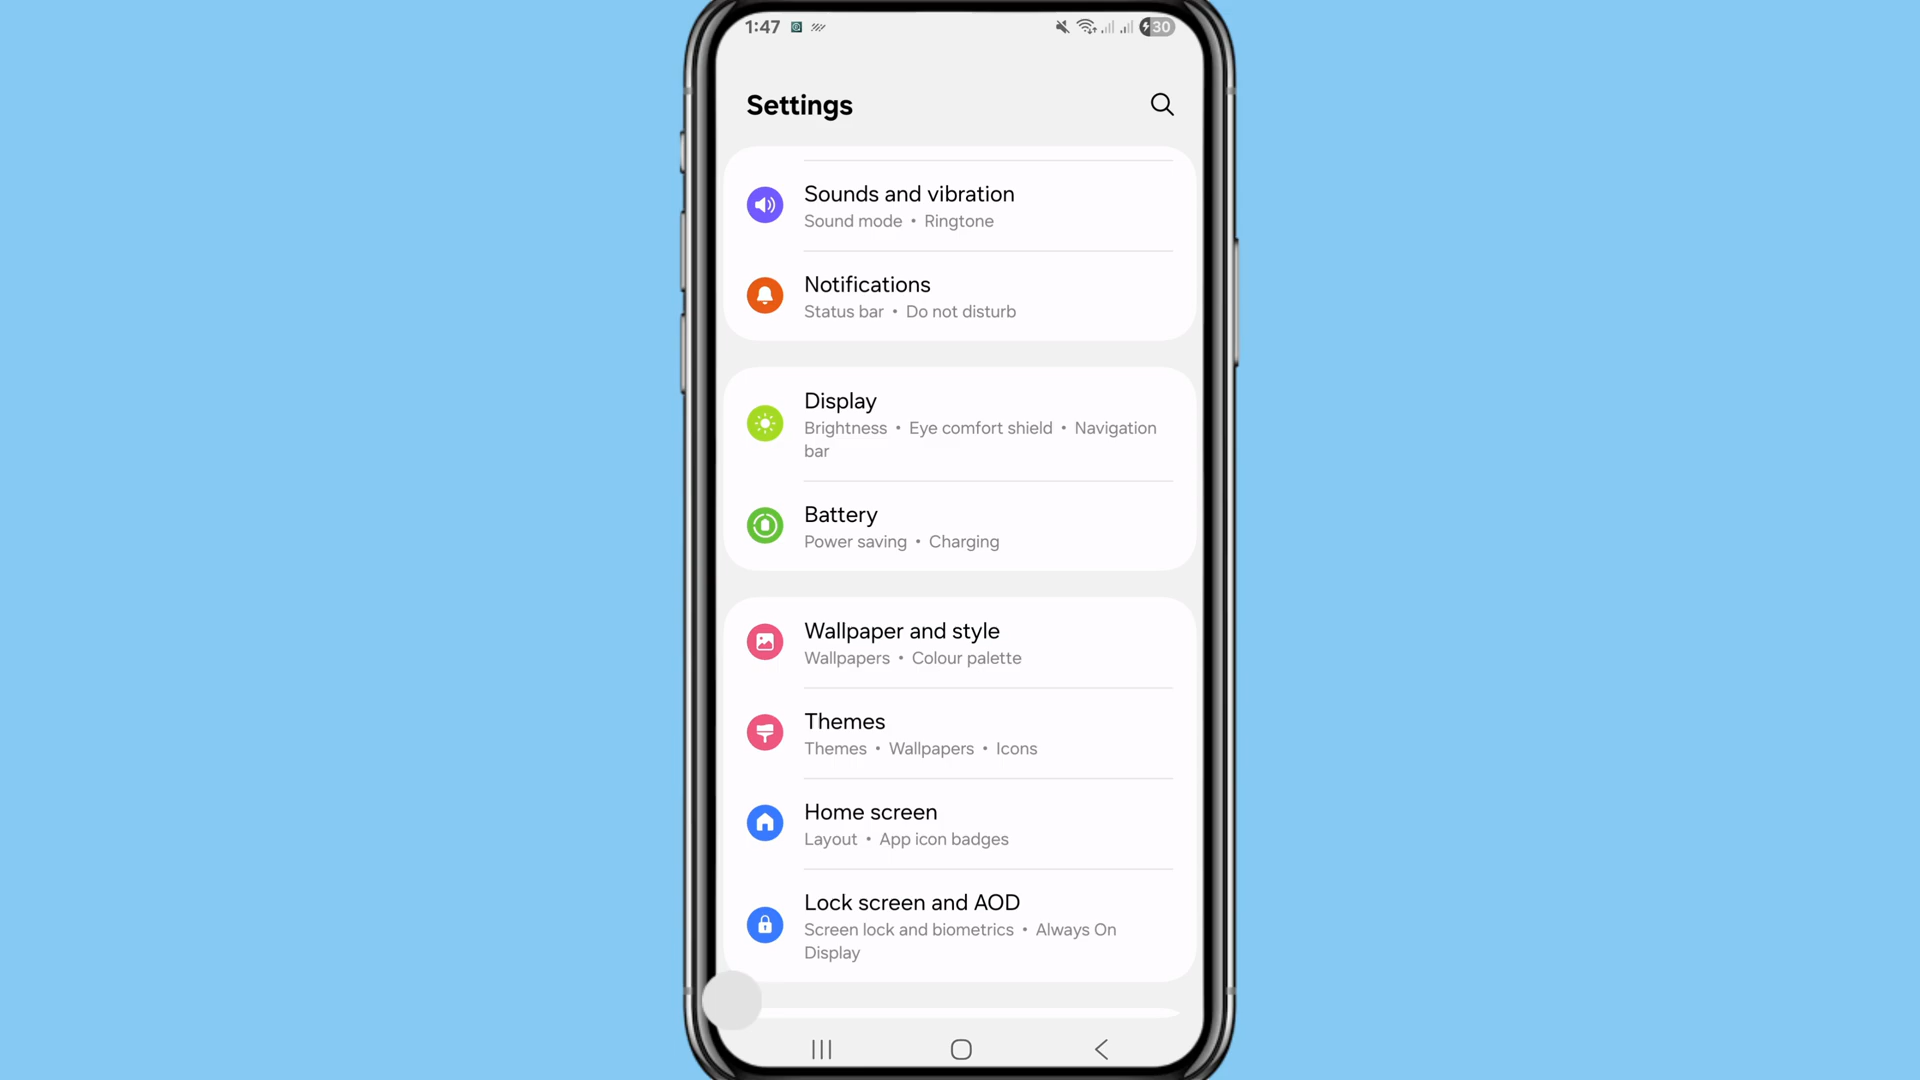 1:47
30
Settings
Sounds and vibration
Sound mode • Ringtone
Notifications
Status bar • Do not disturb
Display
Brightness • Eye comfort shield • Navigation
bar
Battery
Power saving • Charging
Wallpaper and style
Wallpapers • Colour palette
Themes
Themes • Wallpapers • Icons
Home screen
Layout • App icon badges
Lock screen and AOD
Screen lock and biometrics • Always On
Display